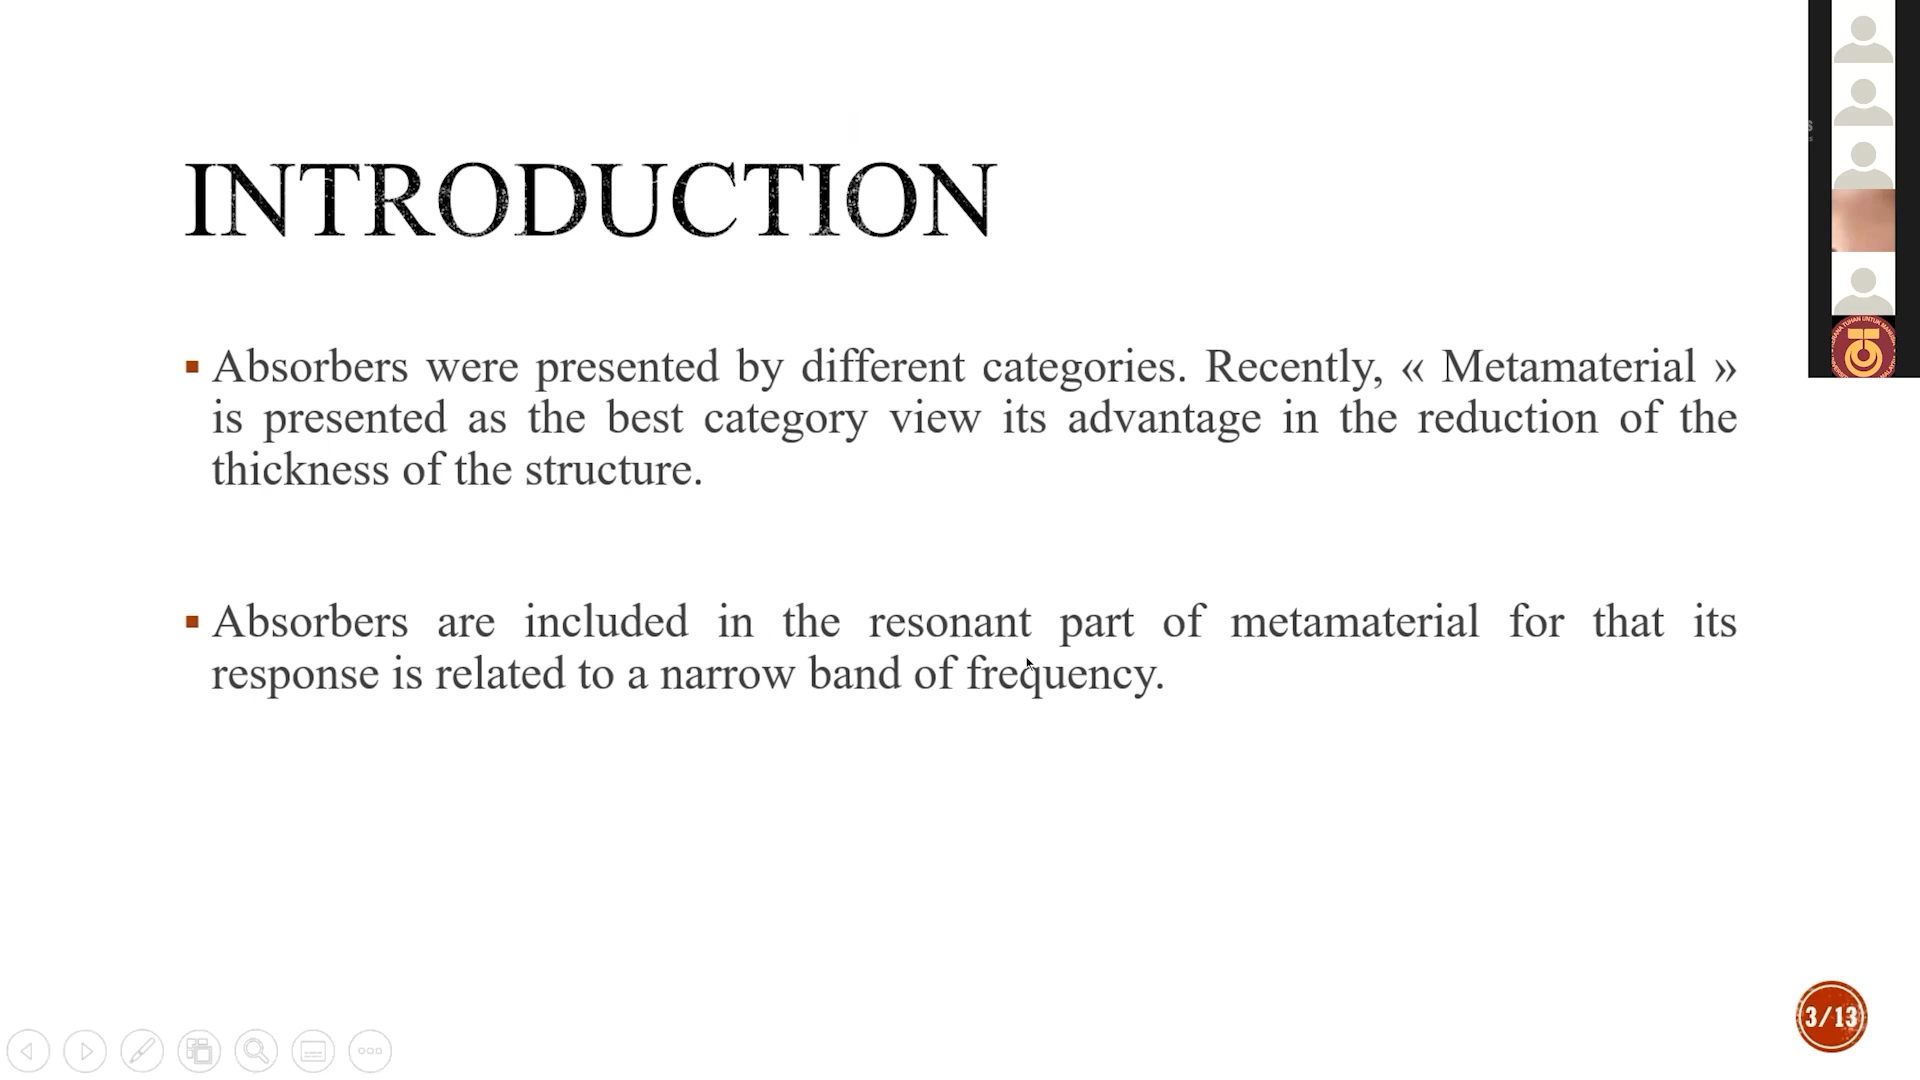 INTRODUCTION
Absorbers were presented by different categories. Recently, « Metamaterial »
is presented as the best category view its advantage in the reduction of the
thickness of the structure.
Absorbers are included in the resonant part of metamaterial for that its
response is related to a narrow band of frequency.
3/13